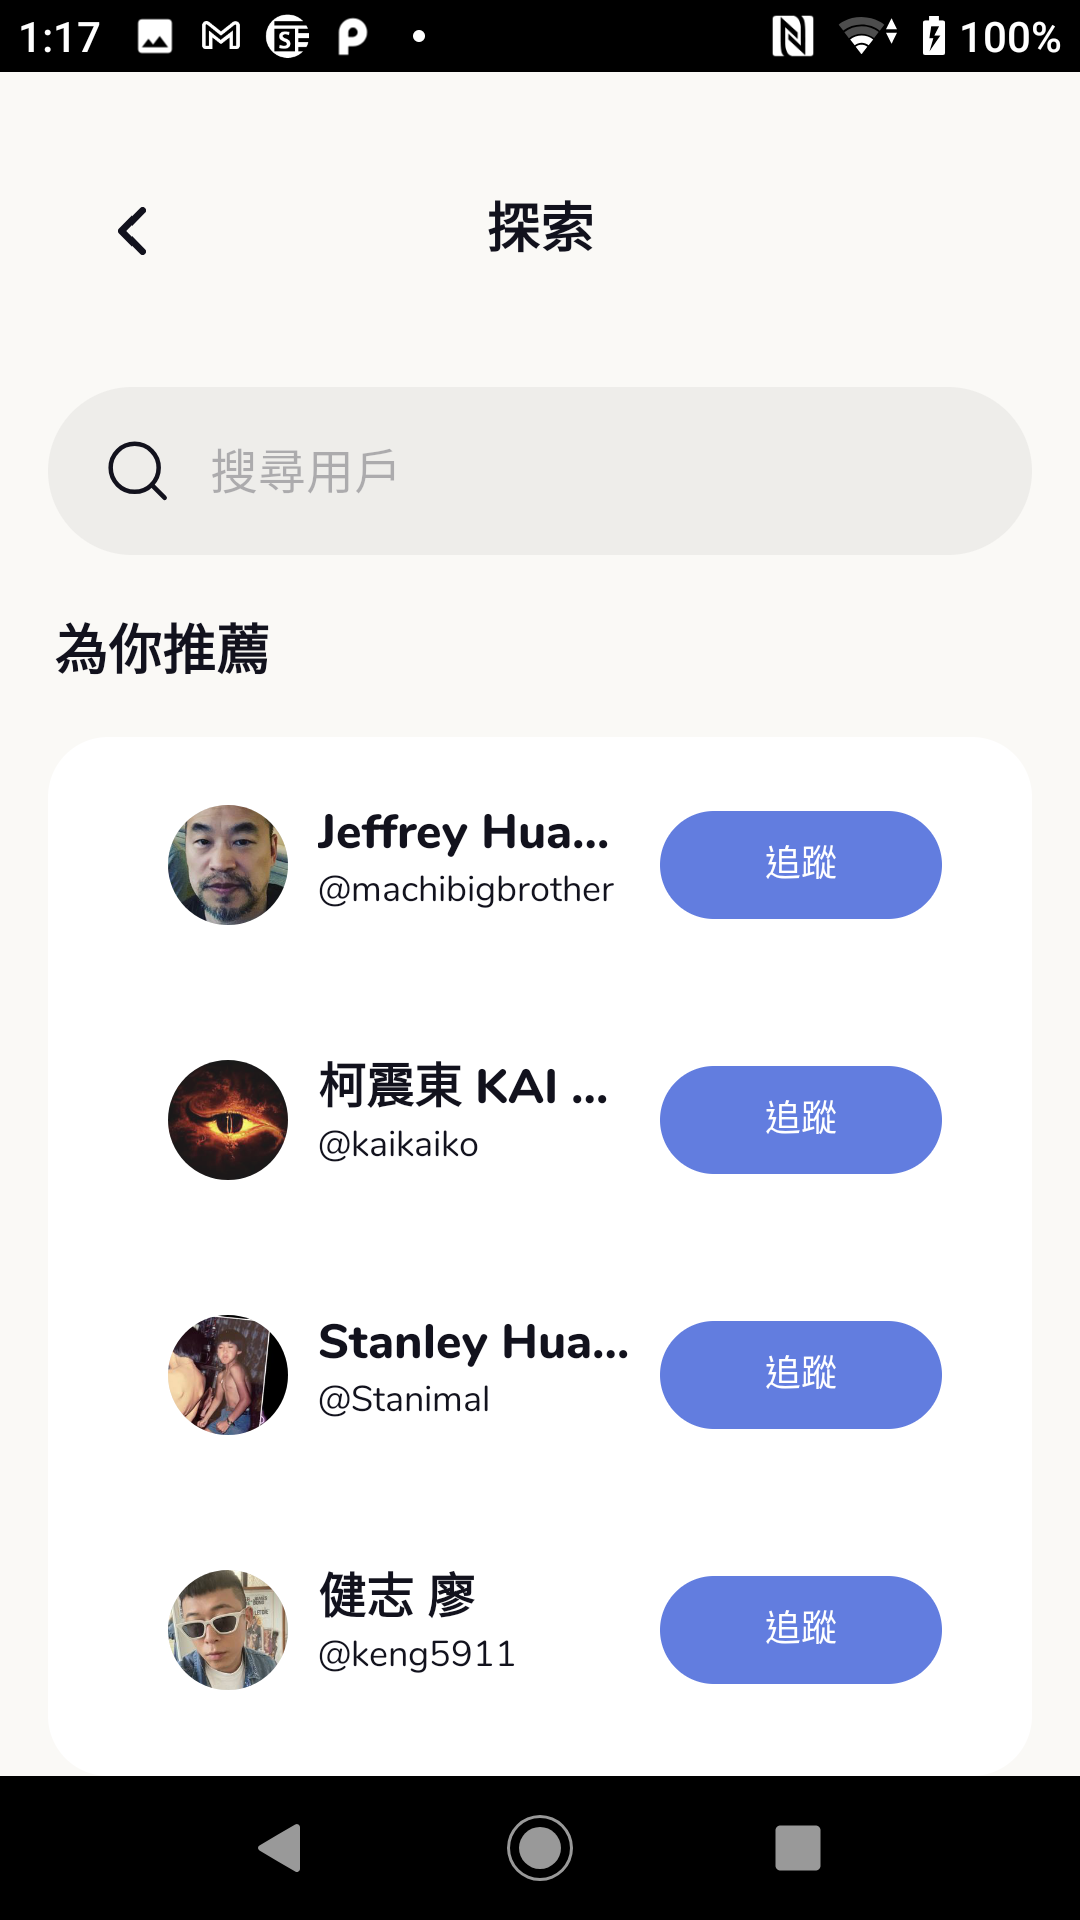 1:17
100%
探索
搜尋用戶
為你推薦
Jeffrey Hua...
@machibigbrother
追蹤
柯震東 KAI ...
@kaikaiko
追蹤
Stanley Hua...
@Stanimal
追蹤
健志 廖
@keng5911
追蹤